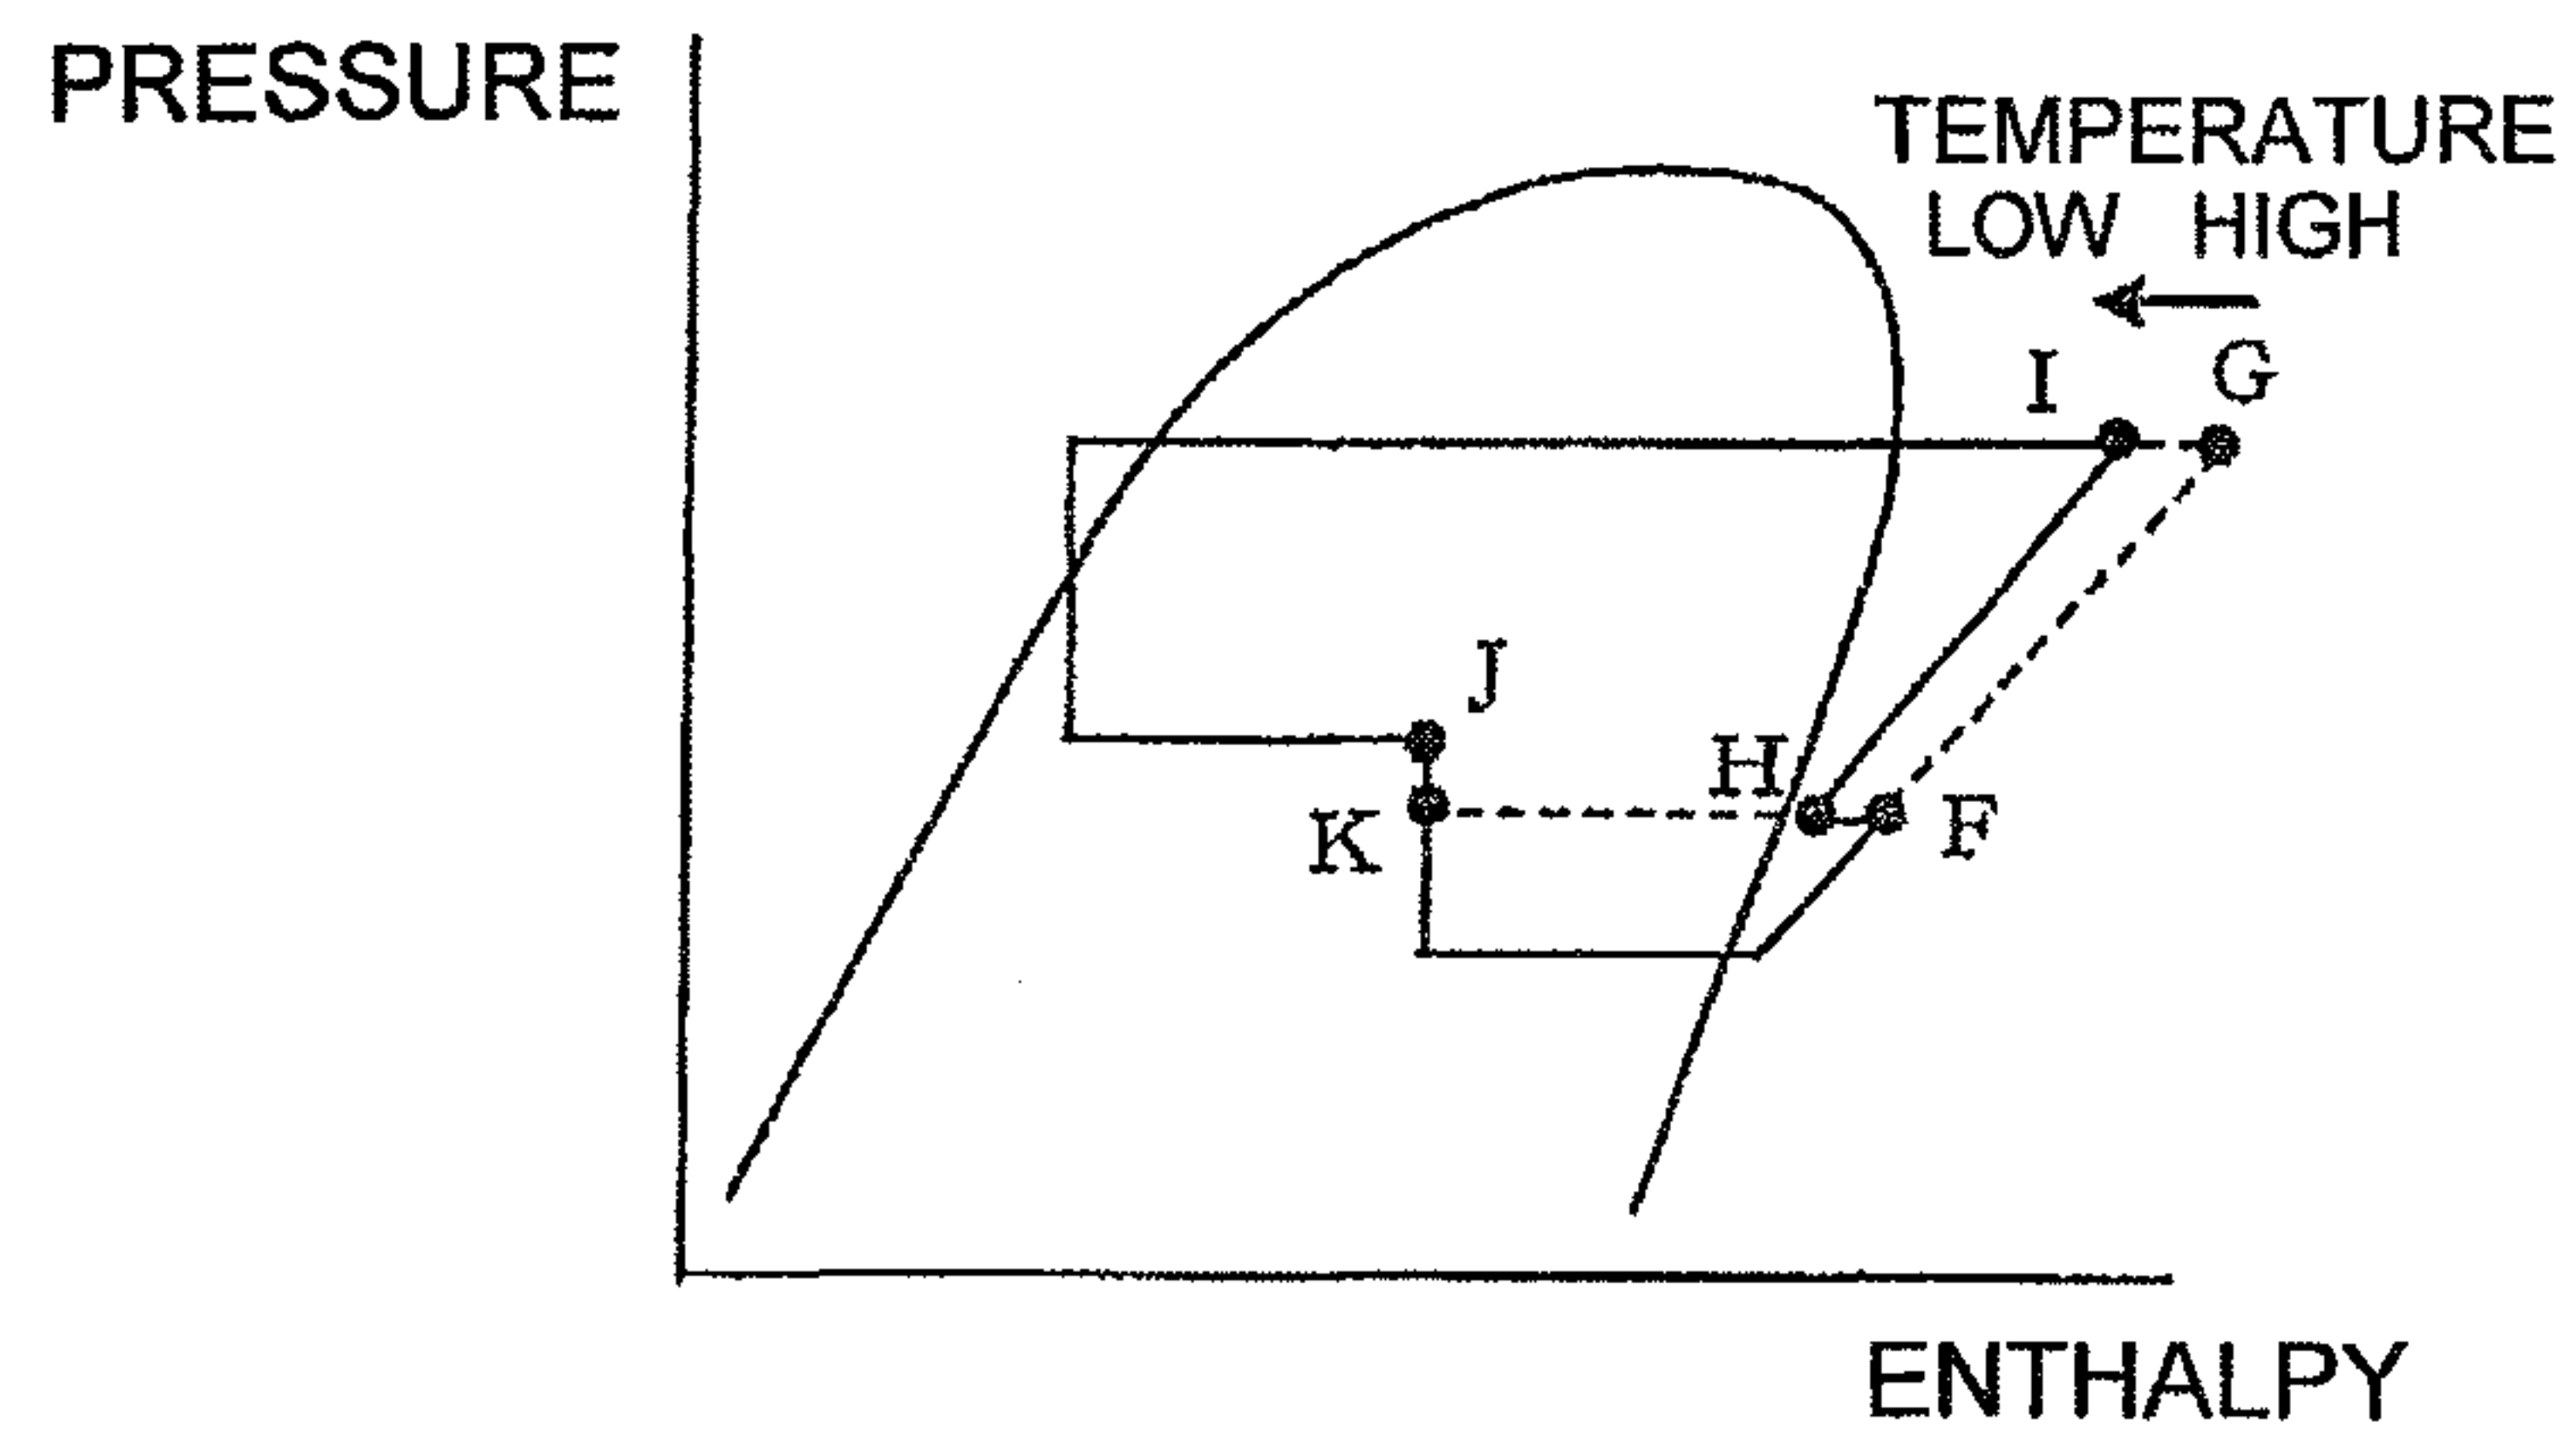 PRESSURE
TEMPERATURE
LOW HIGH
I
G
J
H
K
F
ENTHALPY